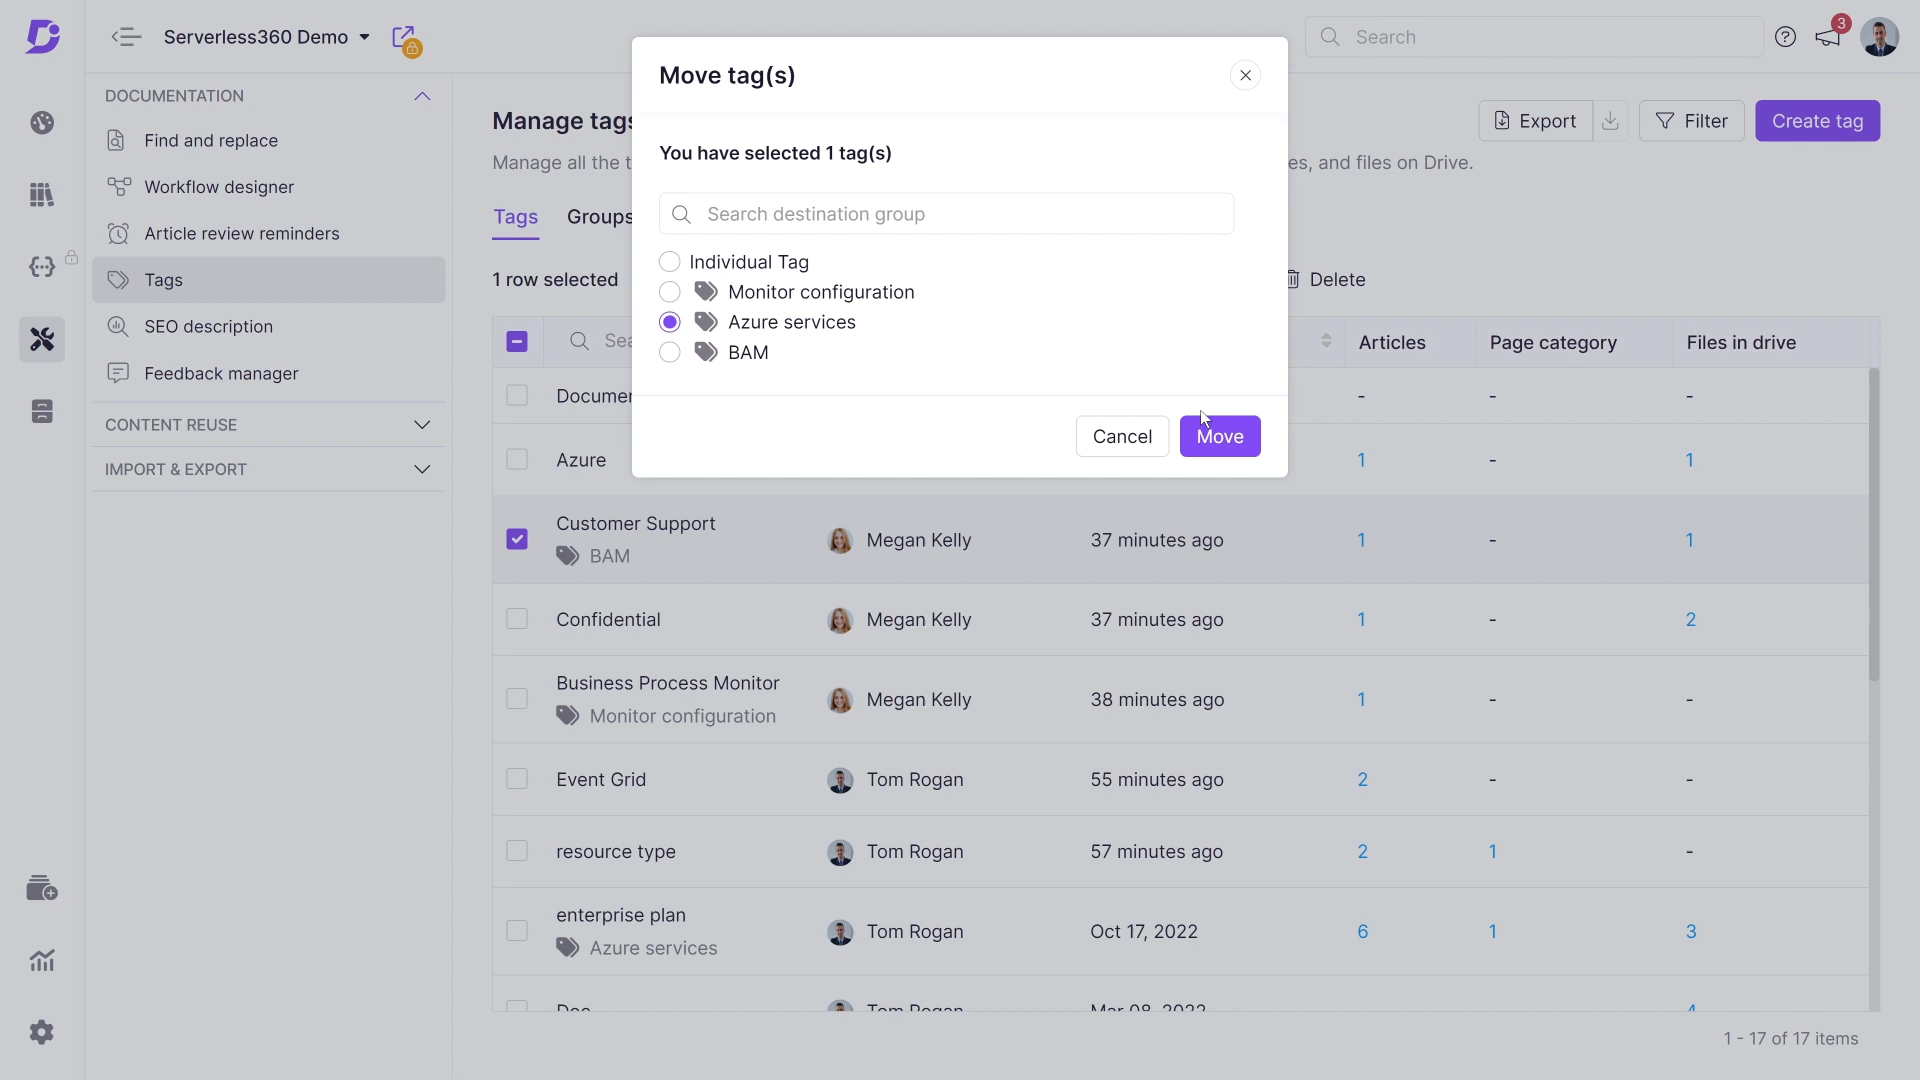 Serverless360 Demo
Search
3
DOCUMENTATION
Find and replace
Workflow designer
Article review reminders
Tags
SEO description
Feedback manager
CONTENT REUSE
IMPORT & EXPORT
Manage tags
Manage all the t
es, and files on Drive.
Export
Filter
Create tag
Tags
Groups
1 row selected
Delete
Move tag(s)
You have selected 1 tag(s)
Search destination group
Individual Tag
Monitor configuration
Azure services
BAM
Cancel
Move
Sea
Articles
Page category
Files in drive
Documen
- - -
Azure
1 - 1
Customer Support
BAM
Megan Kelly
37 minutes ago
1 - 1
Confidential
Megan Kelly
37 minutes ago
1 - 2
Business Process Monitor
Monitor configuration
Megan Kelly
38 minutes ago
1 - -
Event Grid
Tom Rogan
55 minutes ago
2 - -
resource type
Tom Rogan
57 minutes ago
2 1 -
enterprise plan
Azure services
Tom Rogan
Oct 17, 2022
6 1 3
Tom Rogan
Mar 08, 2022
4
1 - 17 of 17 items